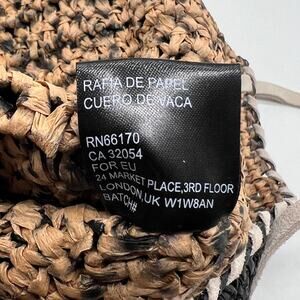 RAFIA DE PAPEL
CUERO DE VACA
RN66170
CA 32054
FOR EU
24 MARKET PLACE,3RD FLOOR
LONDON,UK W1W8AN
BATCH#